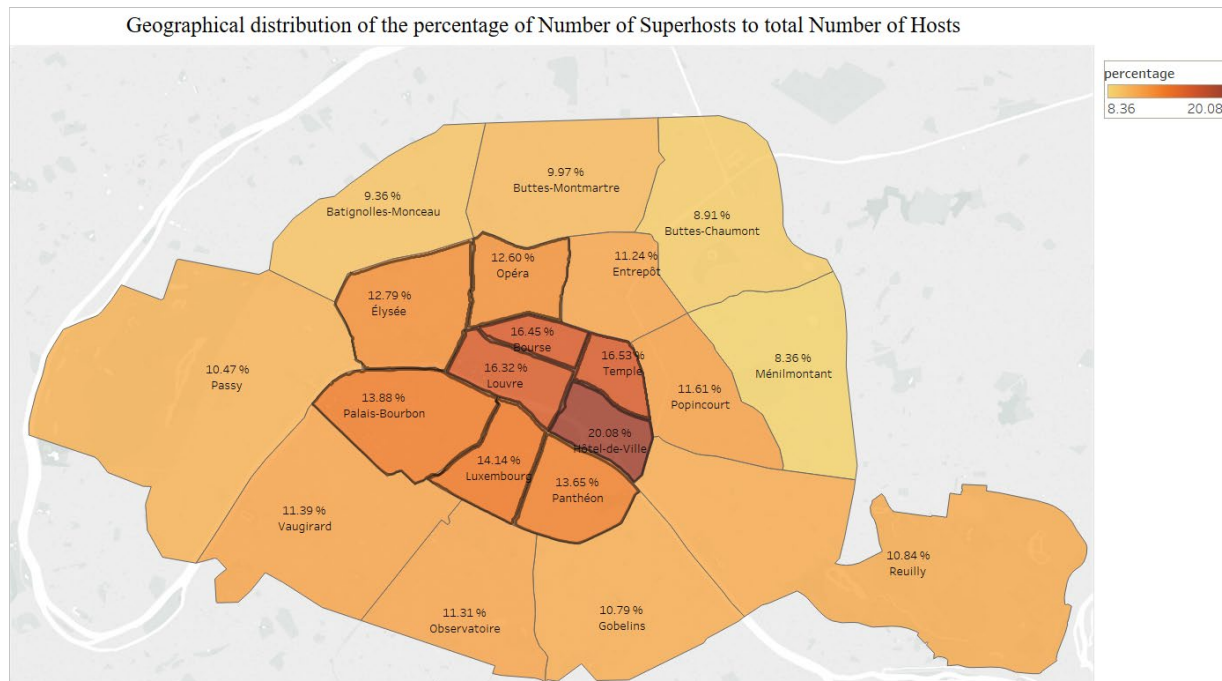 Geographical distribution of the percentage of Number of Superhosts to total Number of Hosts
percentage
8.36 20.08
9.97 %
Buttes-Montmartre
9.36 %
Batignolles-Monceau
8.91 %
Buttes-Chaumont
12.60 %
Opéra
11.24 %
Entrepôt
12.79 %
Élysée
16.45 %
Bourse
16.53 %
Temple
8.36 %
Ménilmontant
10.47 %
Passy
16.32 %
Louvre
11.61 %
Popincourt
13.88 %
Palais-Bourbon
20.08 %
Hôtel-de-Ville
14.14 %
Luxembourg
13.65 %
Panthéon
11.39 %
Vaugirard
10.84 %
Reuilly
11.31 %
Observatoire
10.79 %
Gobelins